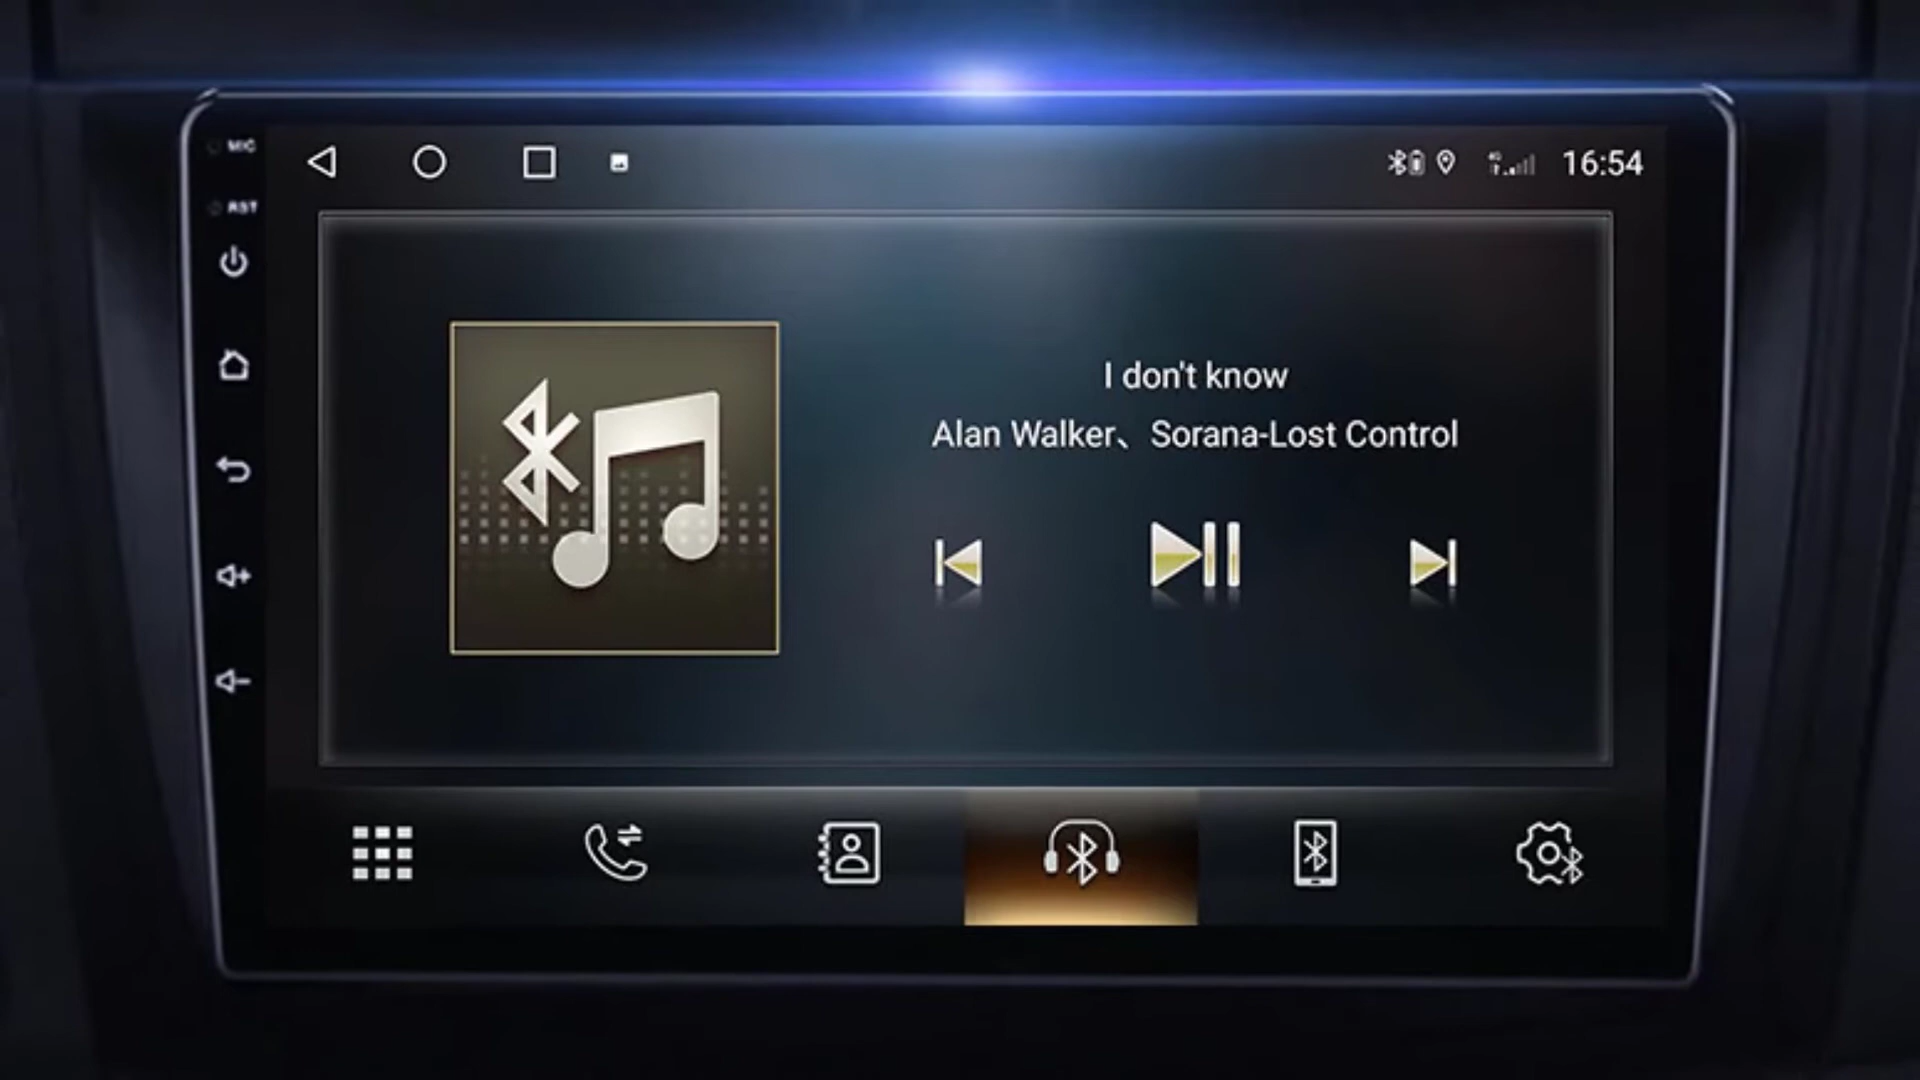 MIC
RST
16:54
I don't know
Alan Walker、Sorana-Lost Control